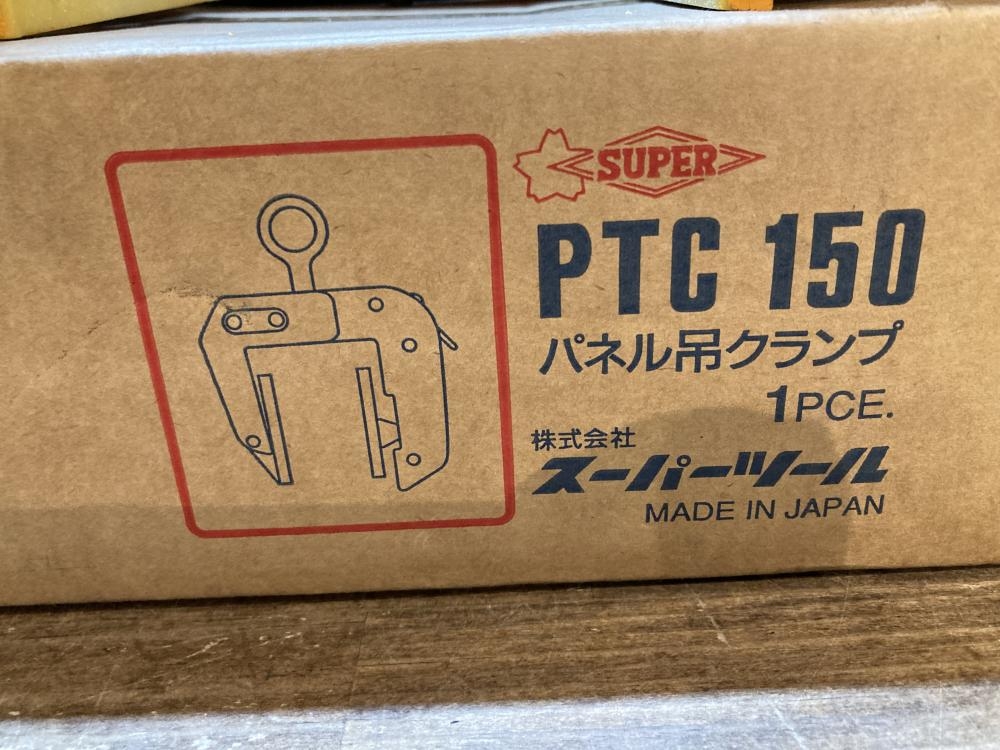 SUPER
PTC 150
パネル吊クランプ
1PCE.
株式会社
スーパーツール
MADE IN JAPAN